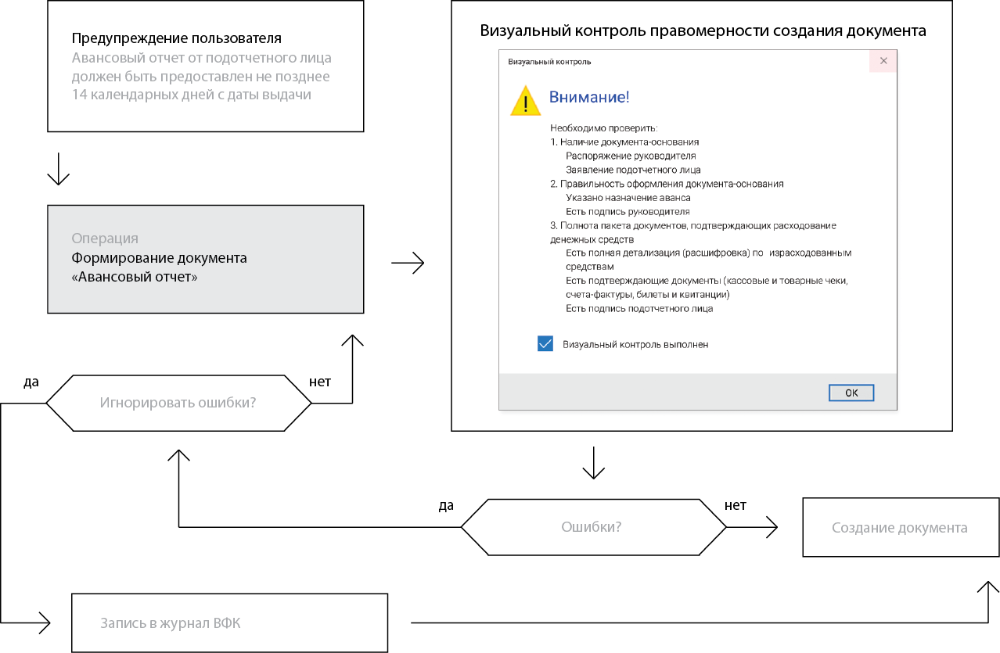 Предупреждение пользователя
Авансовый отчет от подотчетного лица
должен быть предоставлен не позднее
14 календарных дней с даты выдачи
Операция
Формирование документа
«Авансовый отчет»
Визуальный контроль правомерности создания документа
Визуальный контроль
Внимание!
Необходимо проверить:
1. Наличие документа-основания
Распоряжение руководителя
Заявление подотчетного лица
2. Правильность оформления документа-основания
Указано назначение аванса
Есть подпись руководителя
3. Полнота пакета документов, подтверждающих расходование
денежных средств
Есть полная детализация (расшифровка) по израсходованным
средствам
Есть подтверждающие документы (кассовые и товарные чеки,
счета-фактуры, билеты и квитанции)
Есть подпись подотчетного лица
Визуальный контроль выполнен
OK
да
Игнорировать ошибки?
нет
да
Ошибки?
нет
Создание документа
Запись в журнал ВФК